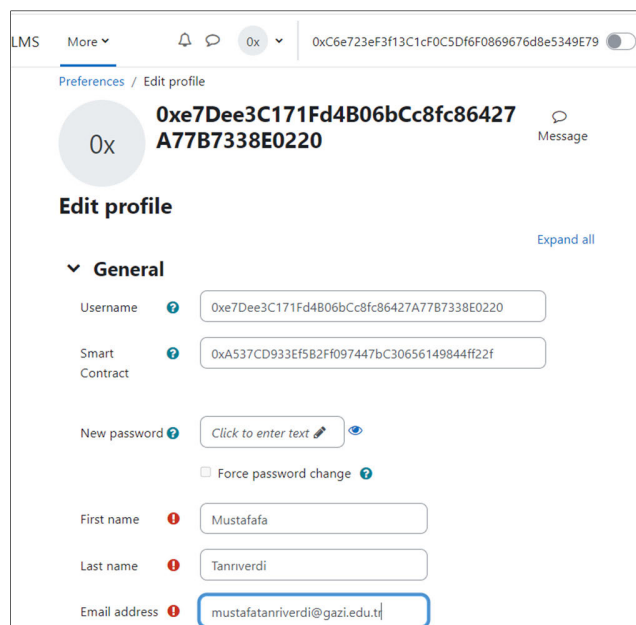 LMS More 0x 0xC6e723eF3f13C1cF0C5Df6F0869676d8e5349E79
Preferences / Edit profile
0x
0xe7Dee3C171Fd4B06bCc8fc86427
A77B7338E0220
Message
Edit profile
Expand all
General
Username ? 0xe7Dee3C171Fd4B06bCc8fc86427A77B7338E0220
Smart
Contract ? 0xA537CD933Ef5B2Ff097447bC30656149844ff22f
New password ? Click to enter text
Force password change ?
First name ! Mustafafa
Last name ! Tanrıverdi
Email address ! mustafatanriverdi@gazi.edu.tr